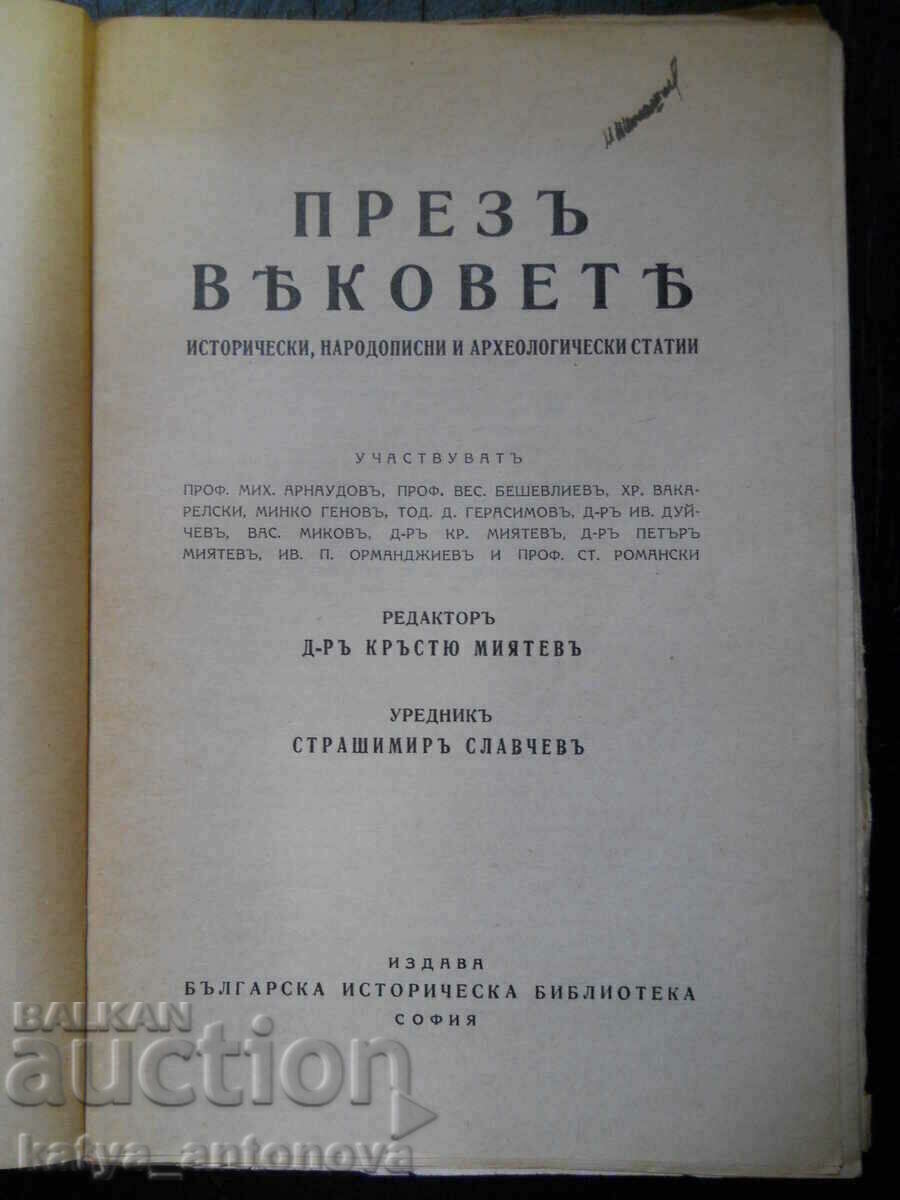 ПРЕЗЪ
ВѢКОВЕТѢ
ИСТОРИЧЕСКИ, НАРОДОПИСНИ И АРХЕОЛОГИЧЕСКИ СТАТИИ
УЧАСТВУВАТЪ
ПРОФ. МИХ. АРНАУДОВЪ, ПРОФ. ВЕС. БЕШЕВЛИЕВЪ, ХР. ВАКА-
РЕЛСКИ, МИНКО ГЕНОВЪ, ТОД. Д. ГЕРАСИМОВЪ, Д-РЪ ИВ. ДУЙ-
ЧЕВЪ, ВАС. МИКОВЪ, Д-РЪ КР. МИЯТЕВЪ, Д-РЪ ПЕТЪРЪ
МИЯТЕВЪ, ИВ. П. ОРМАНДЖИЕВЪ И ПРОФ. СТ. РОМАНСКИ
РЕДАКТОРЪ
Д-РЪ КРЪСТЮ МИЯТЕВЪ
УРЕДНИКЪ
СТРАШИМИРЪ СЛАВЧЕВЪ
ИЗДАВА
БЪЛГАРСКА ИСТОРИЧЕСКА БИБЛИОТЕКА
СОФИЯ
BALKAN
auction
katya_antonova